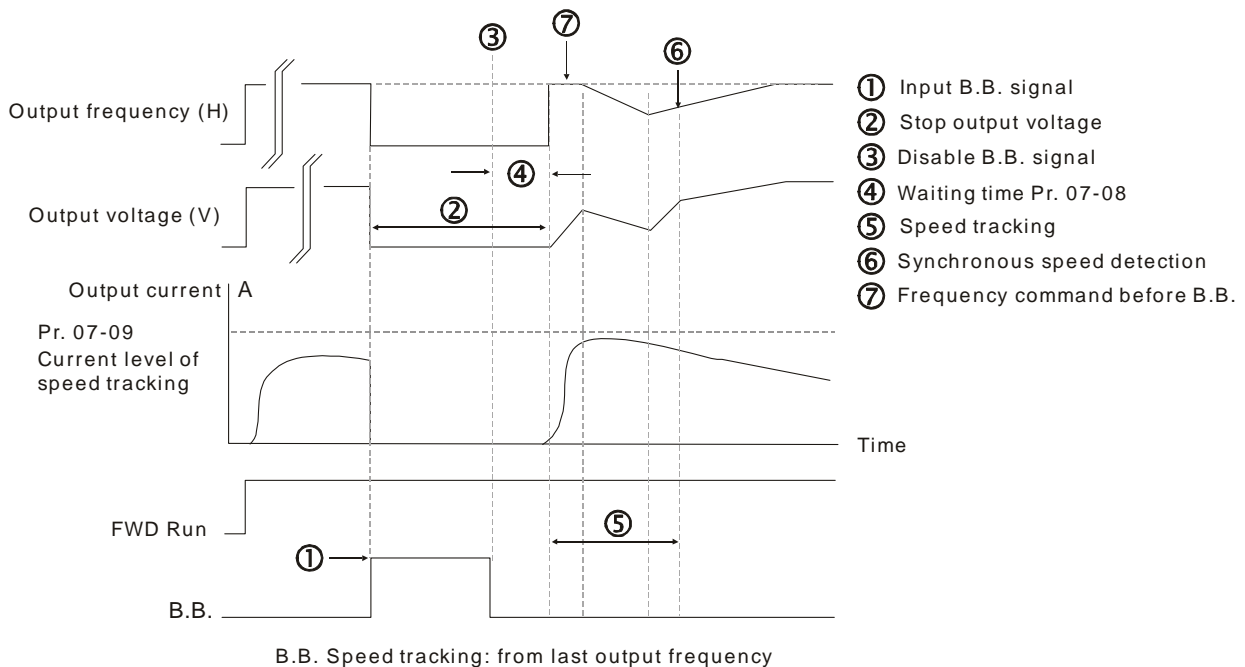 ③
⑦
⑥
Output frequency (H)
④
Output voltage (V)
②
① Input B.B. signal
② Stop output voltage
③ Disable B.B. signal
④ Waiting time Pr. 07-08
⑤ Speed tracking
⑥ Synchronous speed detection
⑦ Frequency command before B.B.
Output current A
Pr. 07-09
Current level of
speed tracking
Time
FWD Run
⑤
①
B.B.
B.B. Speed tracking: from last output frequency